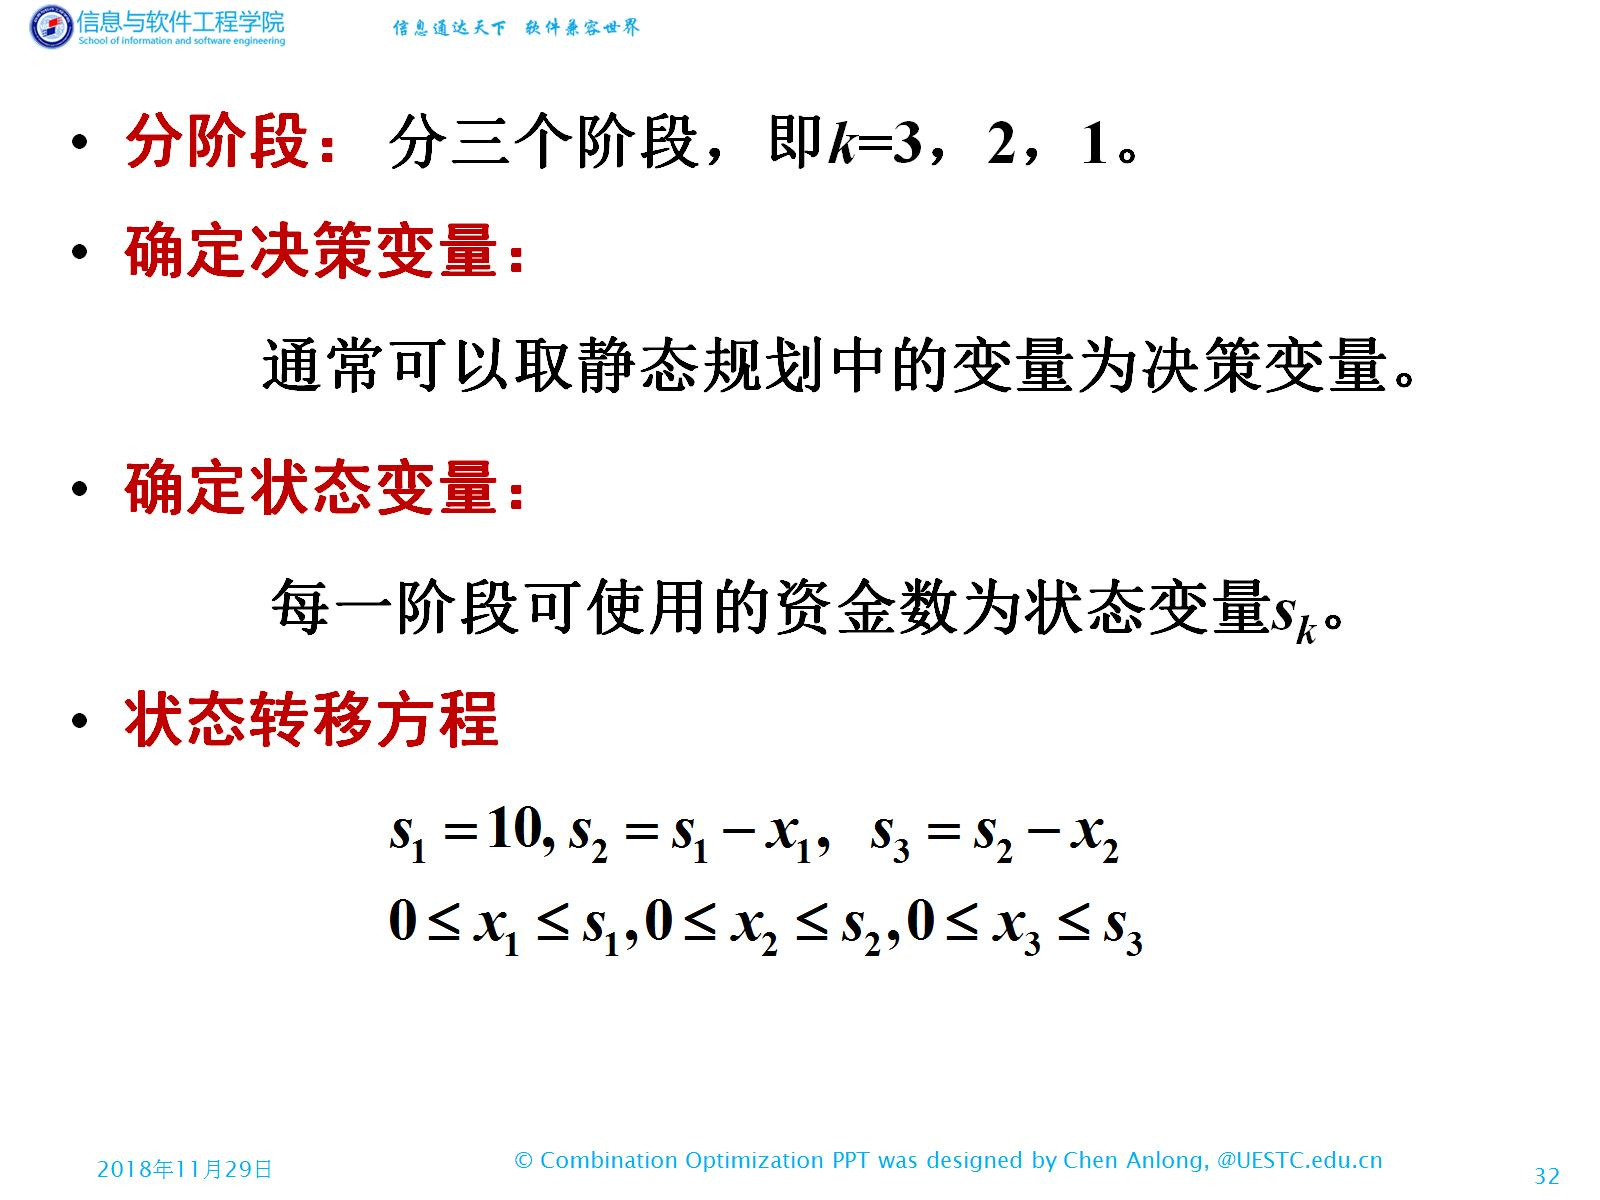 信息与软件工程学院
School of information and software engineering
信息通达天下 软件兼容世界
• 分阶段： 分三个阶段，即k=3，2，1。
• 确定决策变量：
通常可以取静态规划中的变量为决策变量。
• 确定状态变量：
每一阶段可使用的资金数为状态变量sₖ。
• 状态转移方程
s₁ = 10, s₂ = s₁ − x₁, s₃ = s₂ − x₂
0 ≤ x₁ ≤ s₁, 0 ≤ x₂ ≤ s₂, 0 ≤ x₃ ≤ s₃
2018年11月29日
© Combination Optimization PPT was designed by Chen Anlong, @UESTC.edu.cn
32